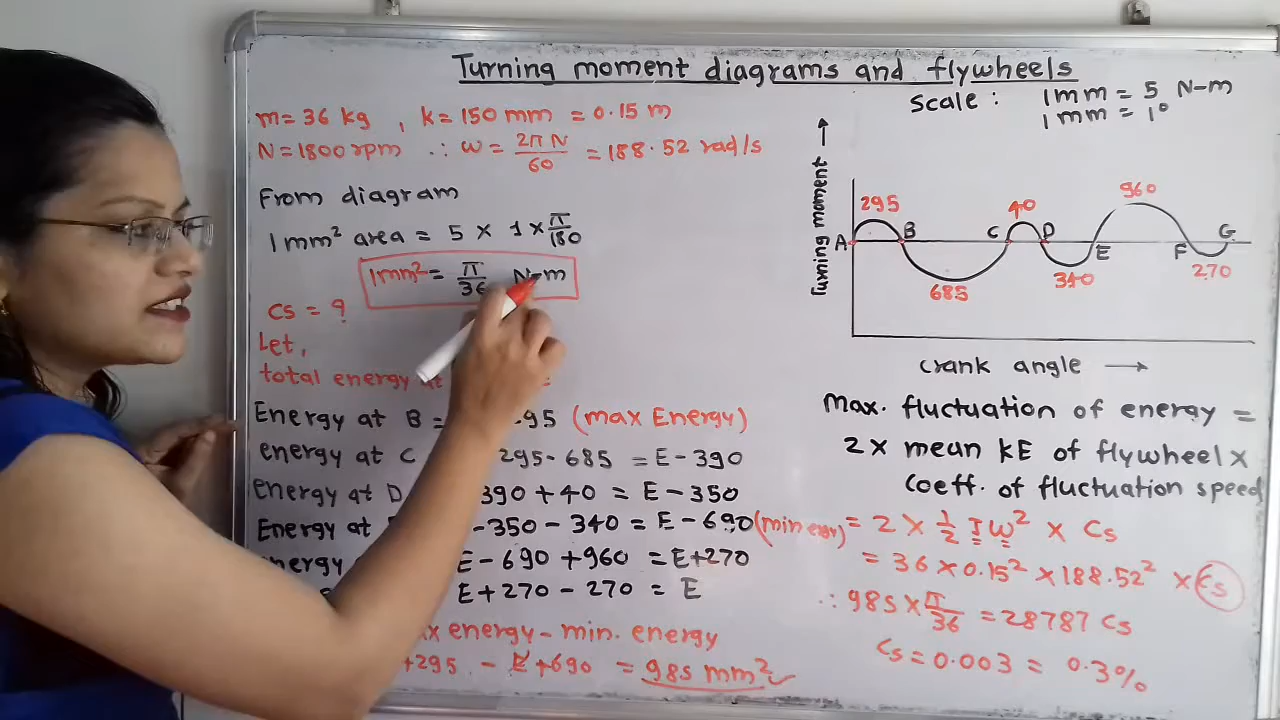 Turning moment diagrams and flywheels
m = 36 kg , k = 150 mm = 0.15 m
N = 1800 rpm ∴ ω = 2πN/60 = 188.52 rad/s
From diagram
1mm² area = 5 × 1 × π/180
1mm² = π/36 N-m
Cs = ?
Let,
total energy at
Energy at B = 295 (max Energy)
energy at C 295 - 685 = E - 390
energy at D 390 + 40 = E - 350
Energy at - 350 - 340 = E - 690 (min energy)
energy E - 690 + 960 = E + 270
E + 270 - 270 = E
energy - min. energy
+295 - E + 690 = 985 mm²
Scale : 1mm = 5 N-m
1mm = 1°
Turning moment
295
40
960
A
B
C
D
E
F
G
685
340
270
crank angle →
Max. fluctuation of energy =
2 × mean KE of flywheel ×
Coeff. of fluctuation speed
= 2 × 1/2 Iω² × Cs
= 36 × 0.15² × 188.52² × Cs
∴ 985 × π/36 = 28787 Cs
Cs = 0.003 = 0.3%